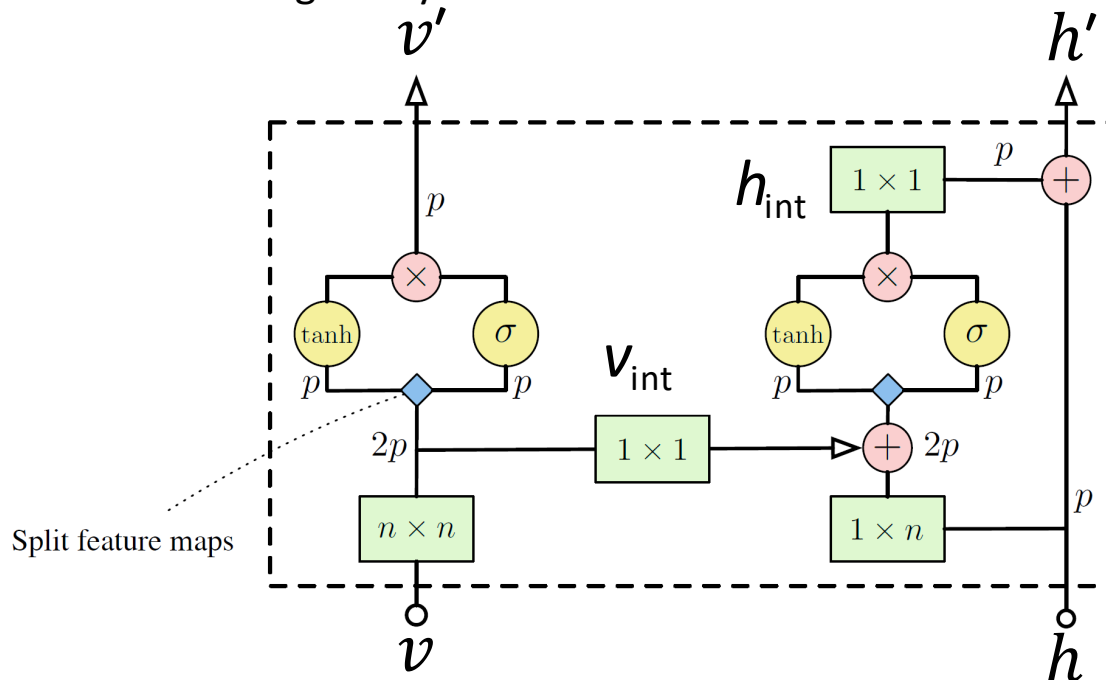 v′
h′
p
1 × 1
p
+
h_int
×
×
tanh
σ
tanh
σ
v_int
p
p
p
p
2p
1 × 1
+
2p
n × n
1 × n
p
Split feature maps
v
h